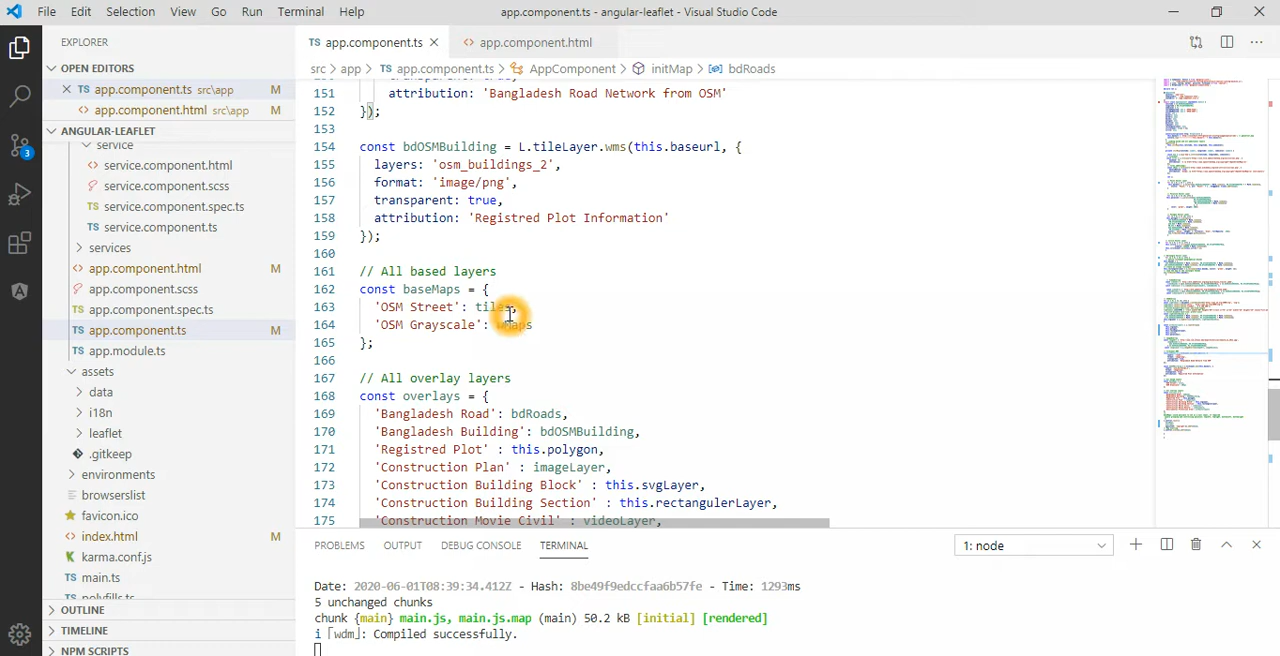 File Edit Selection View Go Run Terminal Help app.component.ts - angular-leaflet - Visual Studio Code
EXPLORER
OPEN EDITORS
app.component.ts src\app M
app.component.html src\app M
ANGULAR-LEAFLET
service
service.component.html
service.component.scss
service.component.spec.ts
service.component.ts
services
app.component.html M
app.component.scss
app.component.spec.ts
app.component.ts M
app.module.ts
assets
data
i18n
leaflet
.gitkeep
environments
browserslist
favicon.ico
index.html M
karma.conf.js
main.ts
polyfills.ts
OUTLINE
TIMELINE
NPM SCRIPTS
3
app.component.ts app.component.html
src > app > app.component.ts > AppComponent > initMap > bdRoads
151 attribution: 'Bangladesh Road Network from OSM'
152 });
153
154 const bdOSMBuilding = L.tileLayer.wms(this.baseurl, {
155 layers: 'osm_building_2',
156 format: 'image/png',
157 transparent: true,
158 attribution: 'Registred Plot Information'
159 });
160
161 // All based layers
162 const baseMaps = {
'OSM Street'
164 'OSM Grayscale':
165 };
166
167 // All overlay Layers
168 const overlays = {
169 'Bangladesh Road' : bdRoads,
170 'Bangladesh Building': bdOSMBuilding,
171 'Registred Plot' : this.polygon,
172 'Construction Plan' : imageLayer,
173 'Construction Building Block' : this.svgLayer,
174 'Construction Building Section' : this.rectangulerLayer,
175 'Construction Movie Civil' : videoLayer,
PROBLEMS OUTPUT DEBUG CONSOLE TERMINAL 1: node
Date: 2020-06-01T08:39:34.412Z - Hash: 8be49f9edccfaa6b57fe - Time: 1293ms
5 unchanged chunks
chunk {main} main.js, main.js.map (main) 50.2 kB [initial] [rendered]
i ｢wdm｣: Compiled successfully.